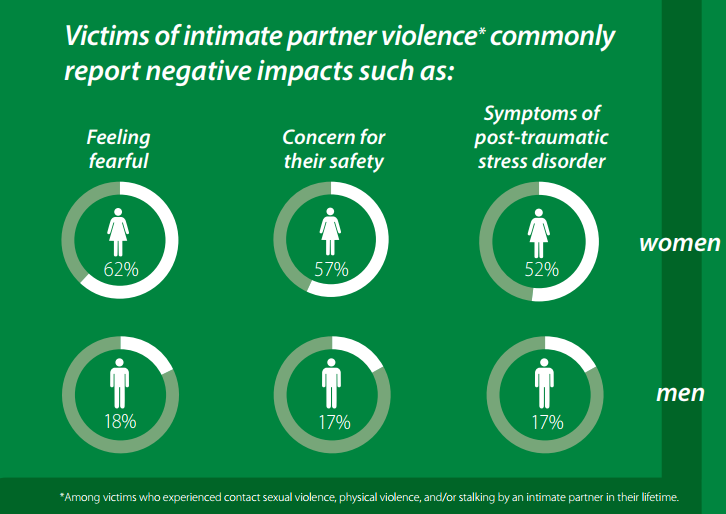 Victims of intimate partner violence* commonly
report negative impacts such as:
Feeling
fearful
Concern for
their safety
Symptoms of
post-traumatic
stress disorder
62%
57%
52%
women
18%
17%
17%
men
*Among victims who experienced contact sexual violence, physical violence, and/or stalking by an intimate partner in their lifetime.